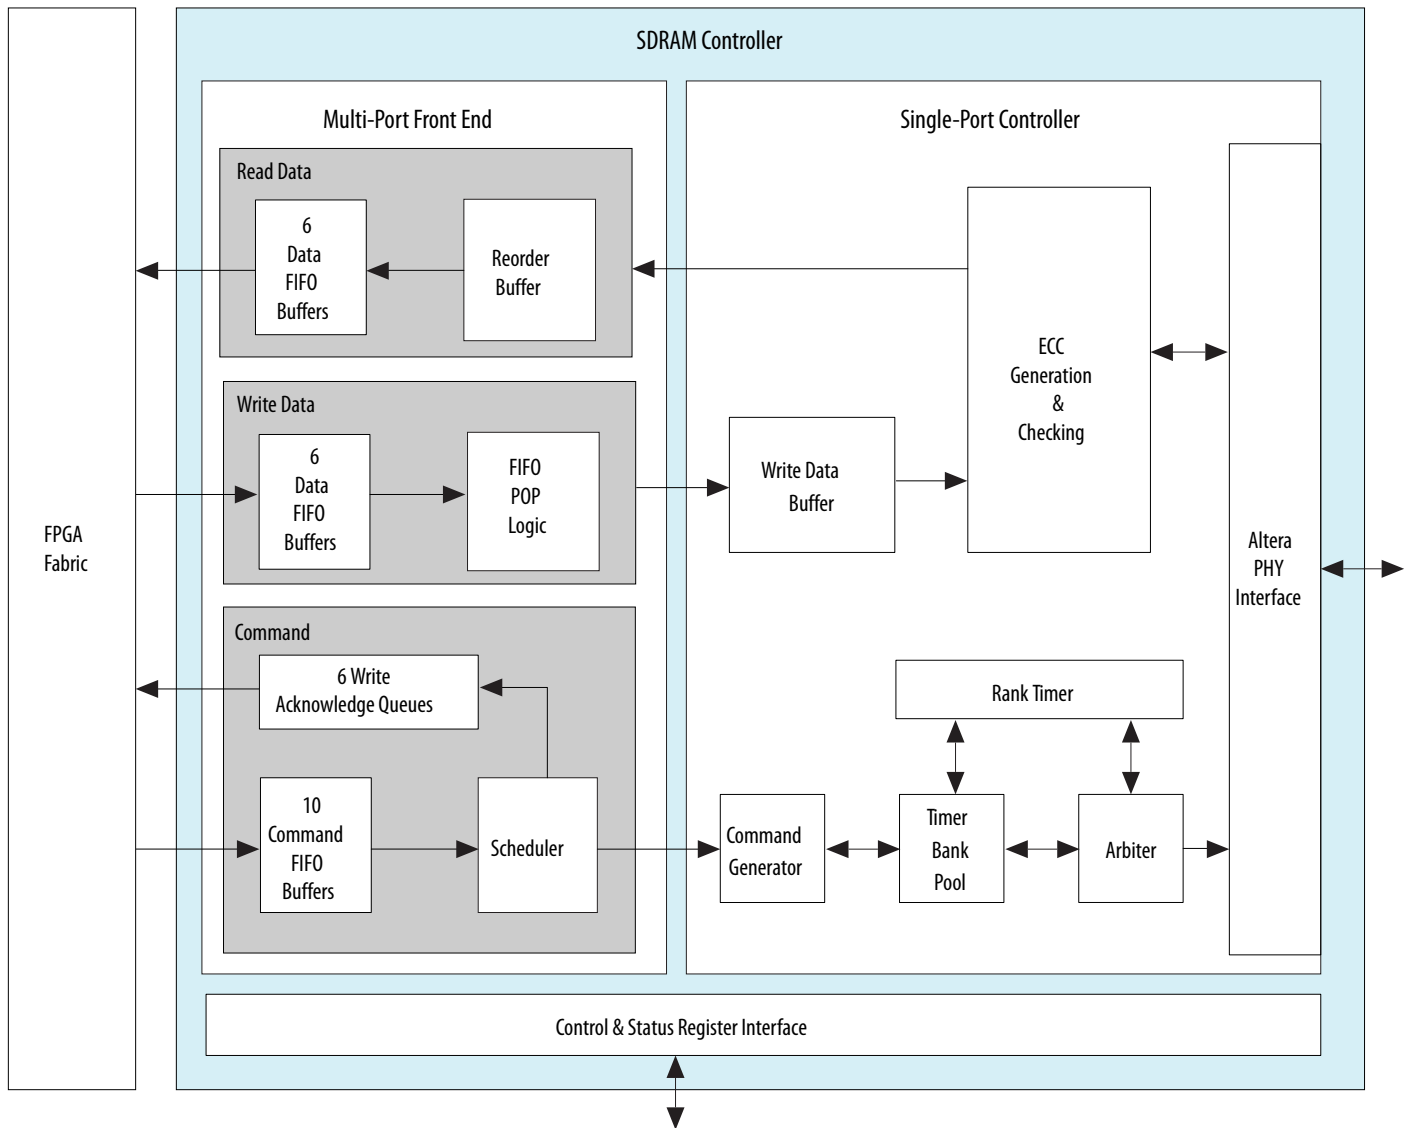 SDRAM Controller
Multi-Port Front End
Single-Port Controller
Read Data
6
Data
FIFO
Buffers
Reorder
Buffer
ECC
Generation
&
Checking
Write Data
6
Data
FIFO
Buffers
FIFO
POP
Logic
Write Data
Buffer
FPGA
Fabric
Altera
PHY
Interface
Command
6 Write
Acknowledge Queues
Rank Timer
10
Command
FIFO
Buffers
Scheduler
Command
Generator
Timer
Bank
Pool
Arbiter
Control & Status Register Interface